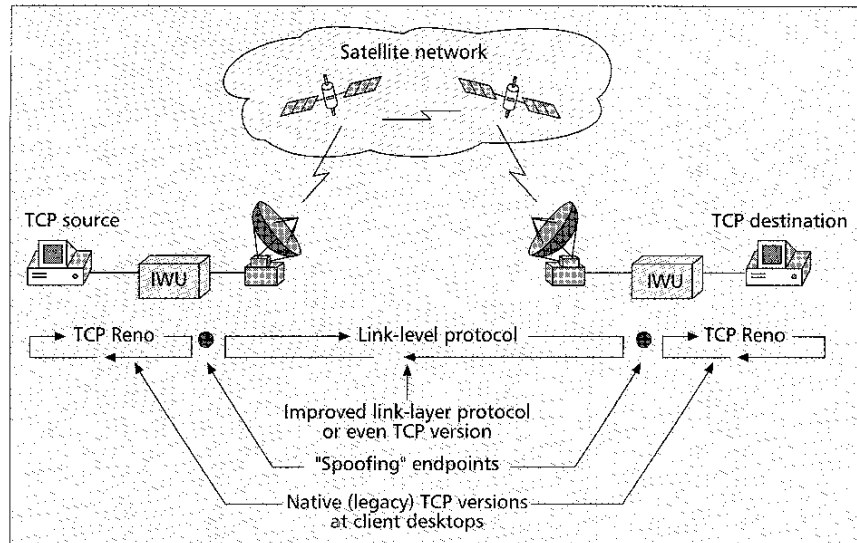 Satellite network
TCP source
TCP destination
IWU
IWU
TCP Reno
Link-level protocol
TCP Reno
Improved link-layer protocol
or even TCP version
"Spoofing" endpoints
Native (legacy) TCP versions
at client desktops